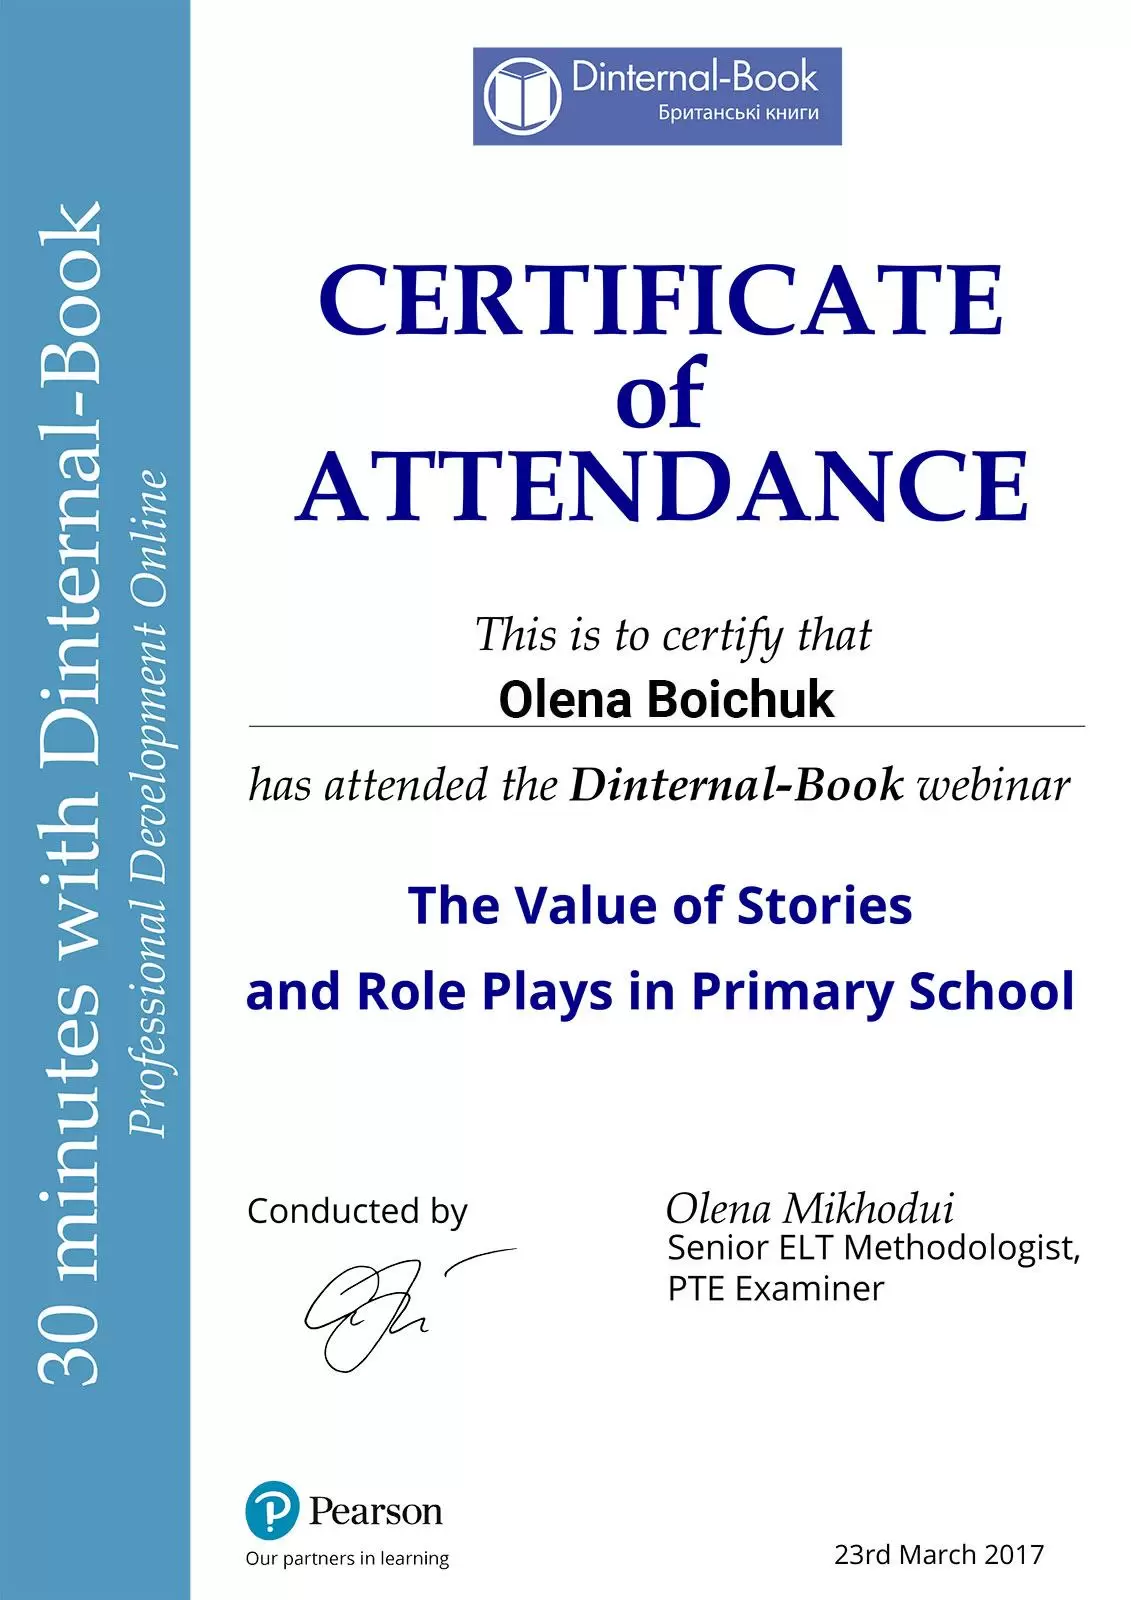 30 minutes with Dinternal-Book
Professional Development Online
Dinternal-Book
Британські книги
CERTIFICATE
of
ATTENDANCE
This is to certify that
Olena Boichuk
has attended the Dinternal-Book webinar
The Value of Stories
and Role Plays in Primary School
Conducted by
Olena Mikhodui
Senior ELT Methodologist,
PTE Examiner
Pearson
Our partners in learning
23rd March 2017